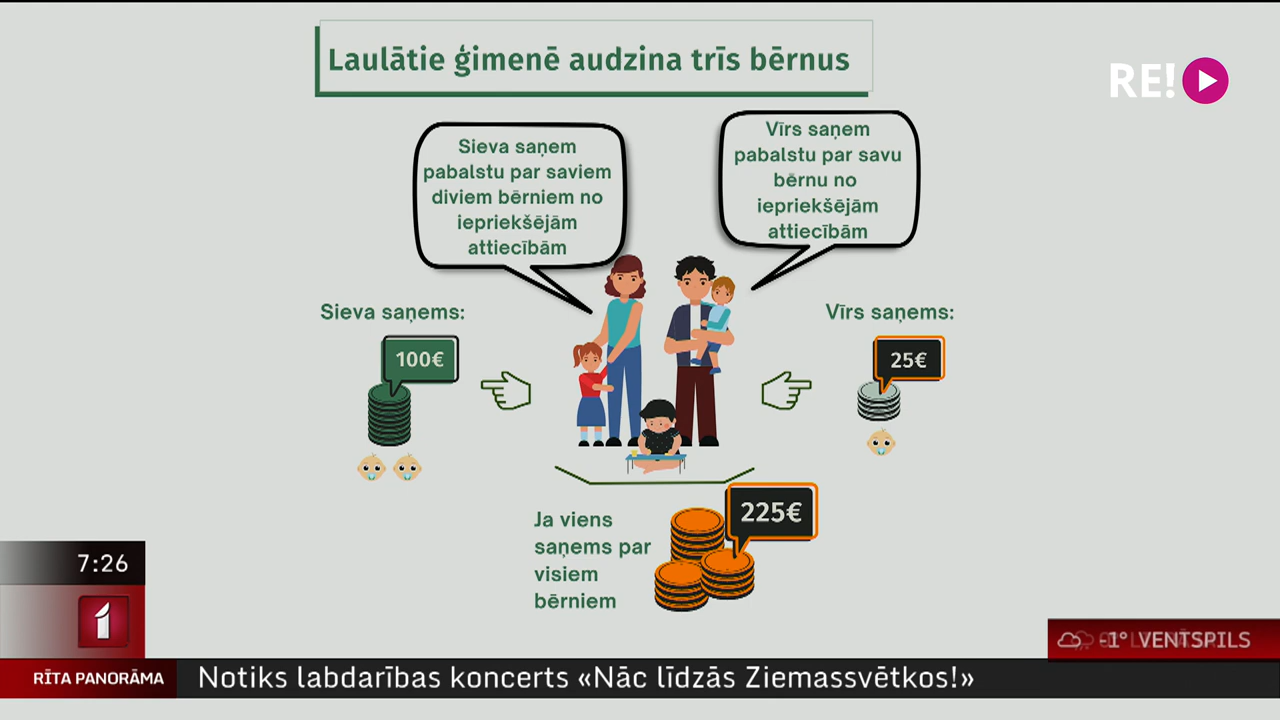 Laulātie ģimenē audzina trīs bērnus
RE!
Sieva saņem
pabalstu par saviem
diviem bērniem no
iepriekšējām
attiecībām
Vīrs saņem
pabalstu par savu
bērnu no
iepriekšējām
attiecībām
Sieva saņems:
100€
Vīrs saņems:
25€
Ja viens
saņems par
visiem
bērniem
225€
7:26
1
-1° VENTSPILS
RĪTA PANORĀMA
Notiks labdarības koncerts «Nāc līdzās Ziemassvētkos!»